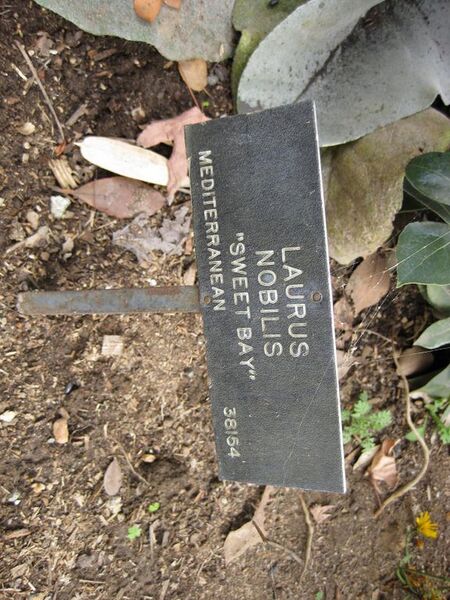 LAURUS
NOBILIS
"SWEET BAY"
MEDITERRANEAN 38154